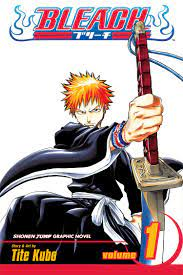 BLEACH
ブリーチ
SHONEN JUMP GRAPHIC NOVEL
Story & Art by
Tite Kubo
volume
1